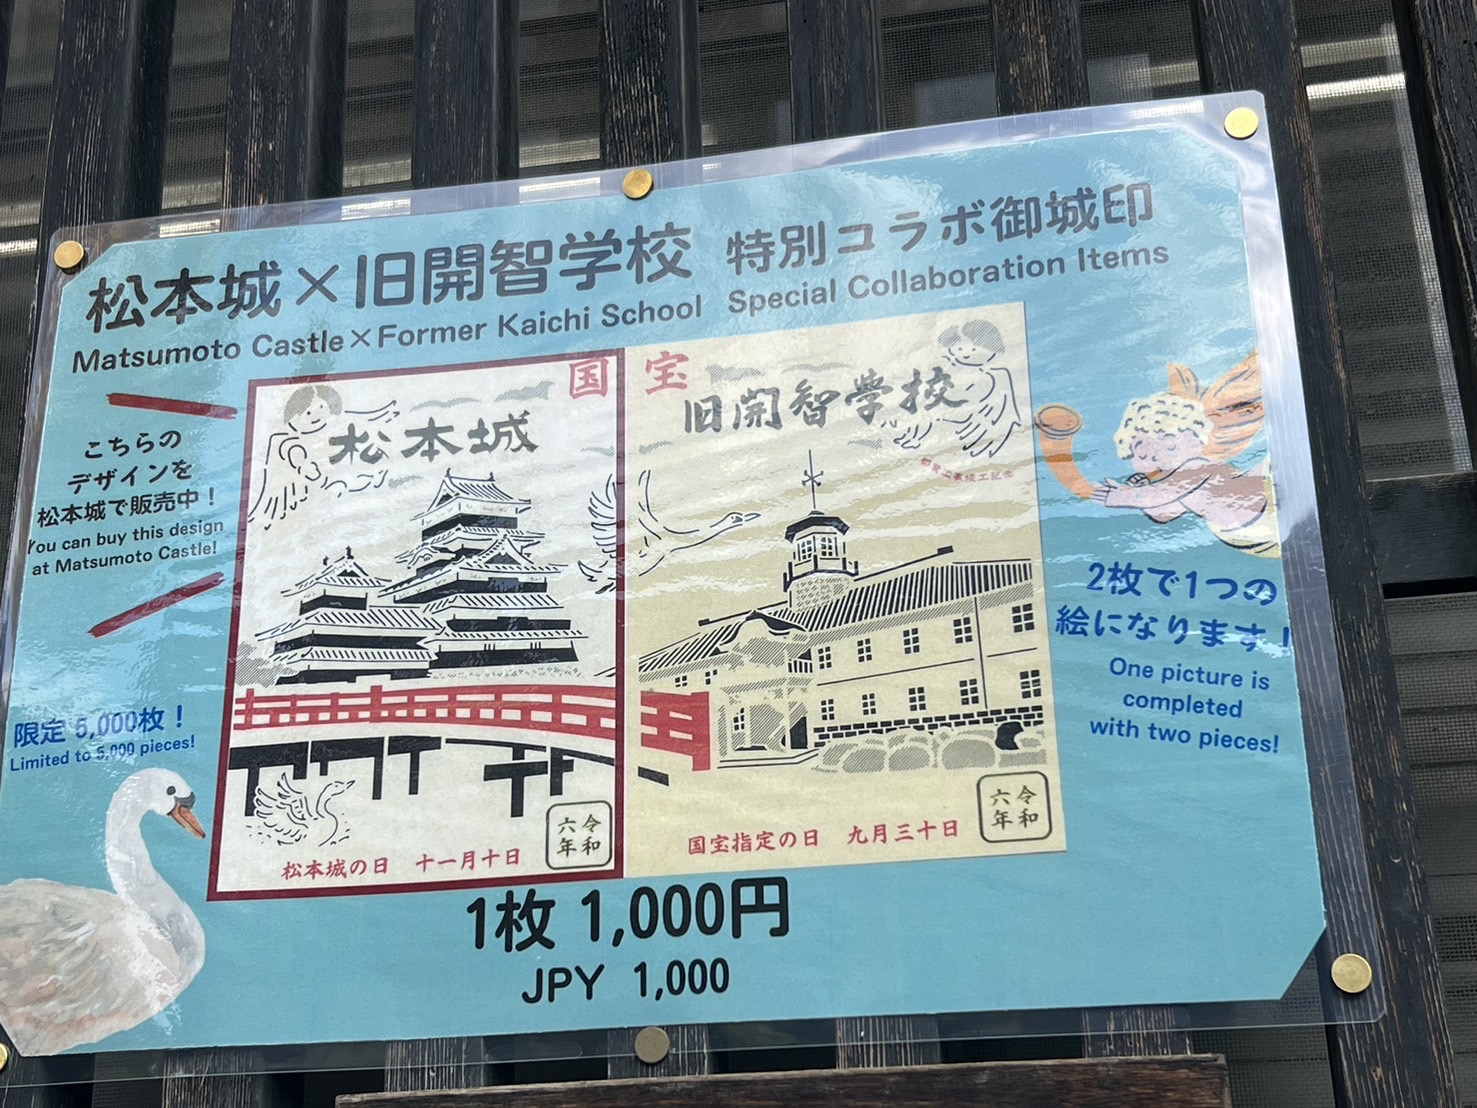 松本城×旧開智学校 特別コラボ御城印
Matsumoto Castle×Former Kaichi School Special Collaboration Items
こちらの
デザインを
松本城で販売中！
You can buy this design
at Matsumoto Castle!
限定 5,000枚！
Limited to 5,000 pieces!
国宝
松本城
松本城の日 十一月十日
令和
六年
旧開智学校
国宝指定の日 九月三十日
令和
六年
2枚で1つの
絵になります！
One picture is
completed
with two pieces!
1枚 1,000円
JPY 1,000